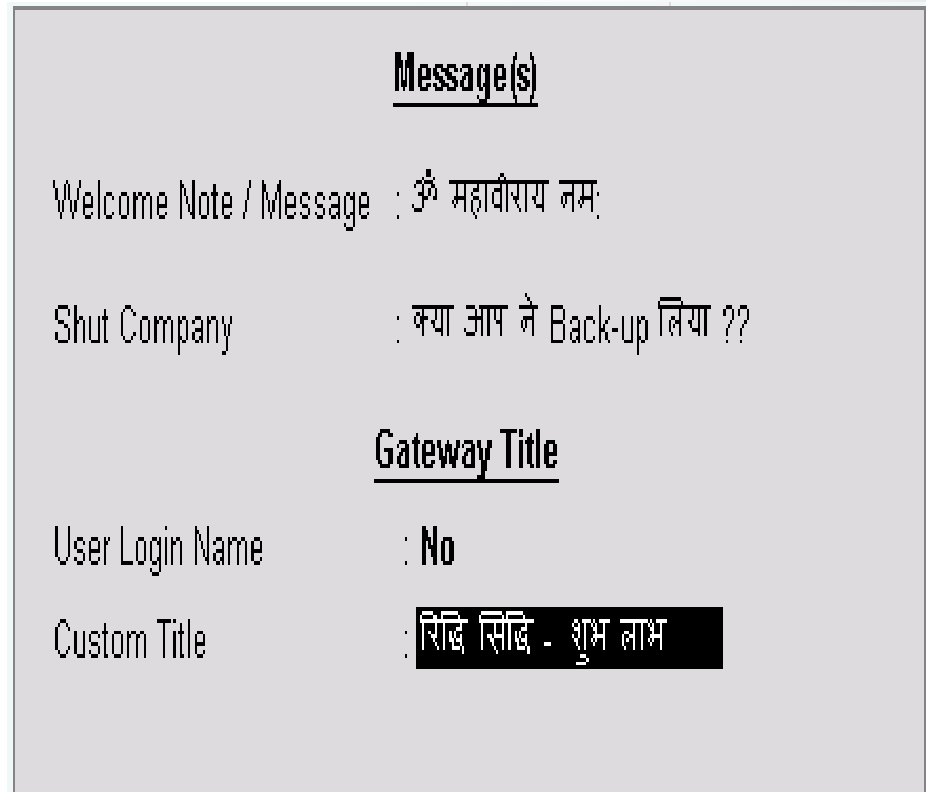 Message(s)
Welcome Note / Message : ॐ महावीराय नम:
Shut Company : क्या आप ने Back-up लिया ??
Gateway Title
User Login Name : No
Custom Title : रिद्धि सिद्धि - शुभ लाभ